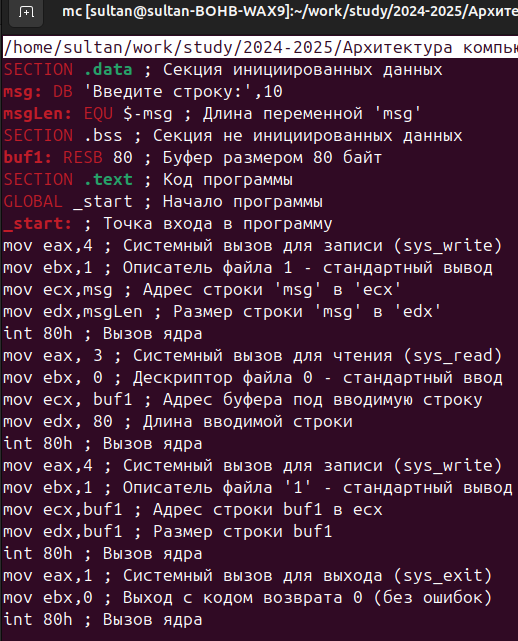 mc [sultan@sultan-BOHB-WAX9]:~/work/study/2024-2025/Архите
/home/sultan/work/study/2024-2025/Архитектура компью
SECTION .data ; Секция инициированных данных
msg: DB 'Введите строку:',10
msgLen: EQU $-msg ; Длина переменной 'msg'
SECTION .bss ; Секция не инициированных данных
buf1: RESB 80 ; Буфер размером 80 байт
SECTION .text ; Код программы
GLOBAL _start ; Начало программы
_start: ; Точка входа в программу
mov eax,4 ; Системный вызов для записи (sys_write)
mov ebx,1 ; Описатель файла 1 - стандартный вывод
mov ecx,msg ; Адрес строки 'msg' в 'ecx'
mov edx,msgLen ; Размер строки 'msg' в 'edx'
int 80h ; Вызов ядра
mov eax, 3 ; Системный вызов для чтения (sys_read)
mov ebx, 0 ; Дескриптор файла 0 - стандартный ввод
mov ecx, buf1 ; Адрес буфера под вводимую строку
mov edx, 80 ; Длина вводимой строки
int 80h ; Вызов ядра
mov eax,4 ; Системный вызов для записи (sys_write)
mov ebx,1 ; Описатель файла '1' - стандартный вывод
mov ecx,buf1 ; Адрес строки buf1 в ecx
mov edx,buf1 ; Размер строки buf1
int 80h ; Вызов ядра
mov eax,1 ; Системный вызов для выхода (sys_exit)
mov ebx,0 ; Выход с кодом возврата 0 (без ошибок)
int 80h ; Вызов ядра